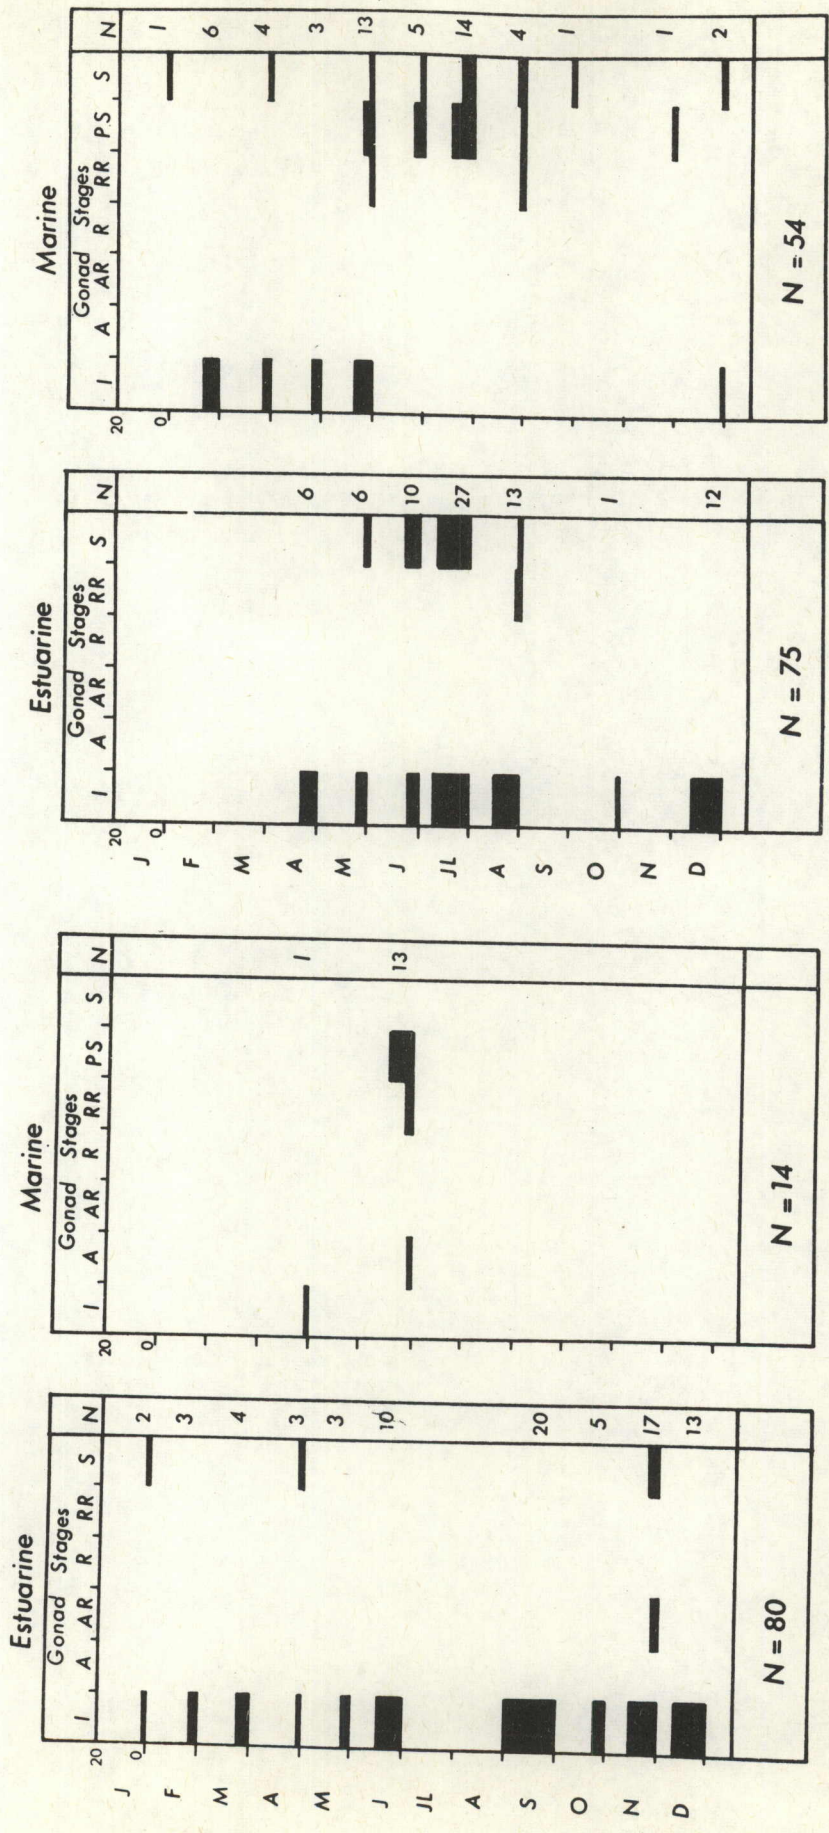 Estuarine
Gonad Stages
I A AR R RR S N
20
0
J 2
F 3
M 4
A 3
M 3
J 10
JL
A
S 20
O 5
N 17
D 13
N = 80
Marine
Gonad Stages
I A AR R RR PS S N
20
0
1
13
N = 14
Estuarine
Gonad Stages
I A AR R RR S N
20
0
J
F
M
A 6
M 6
J 10
JL 27
A 13
S
O 1
N
D 12
N = 75
Marine
Gonad Stages
I A AR R RR PS S N
20
0
1
6
4
3
13
5
14
4
1
1
2
N = 54